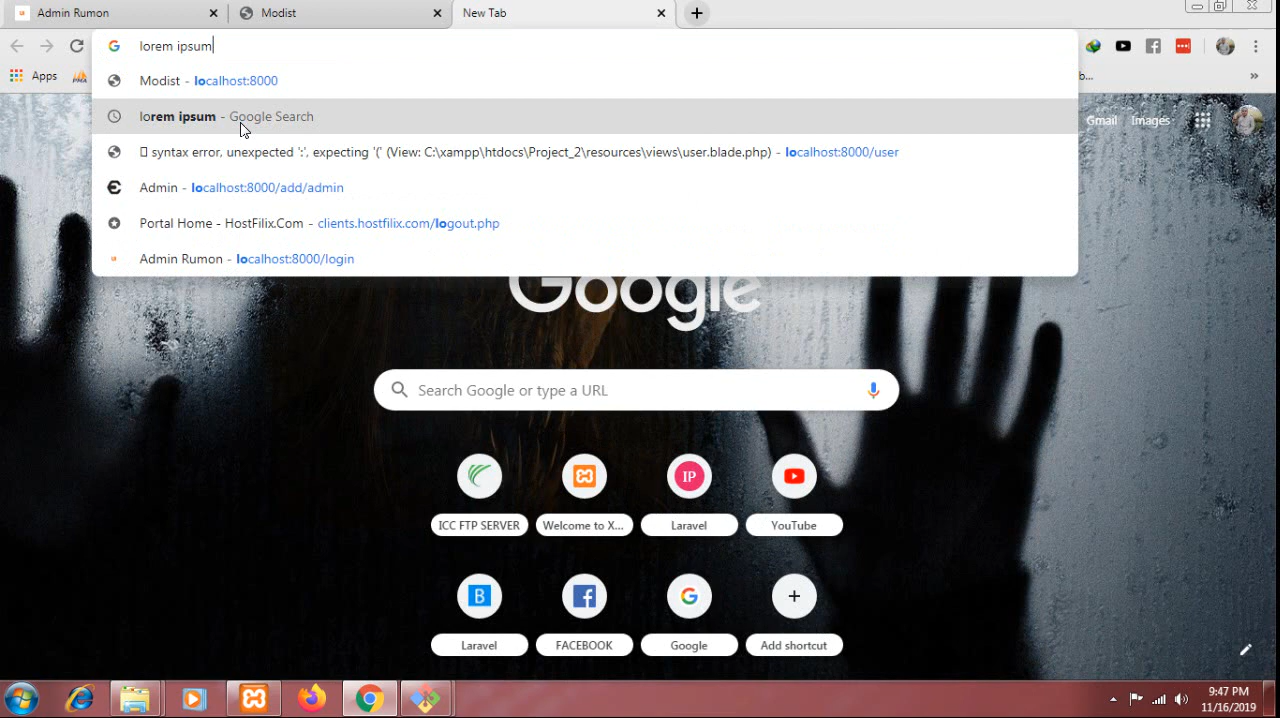 Admin Rumon
Modist
New Tab
lorem ipsum
Modist - localhost:8000
lorem ipsum - Google Search
syntax error, unexpected ':', expecting '(' (View: C:\xampp\htdocs\Project_2\resources\views\user.blade.php) - localhost:8000/user
Admin - localhost:8000/add/admin
Portal Home - HostFilix.Com - clients.hostfilix.com/logout.php
Admin Rumon - localhost:8000/login
Apps
PMA
b...
»
Gmail Images
Google
Search Google or type a URL
IP
ICC FTP SERVER
Welcome to X...
Laravel
YouTube
B
Laravel
FACEBOOK
Google
Add shortcut
9:47 PM
11/16/2019